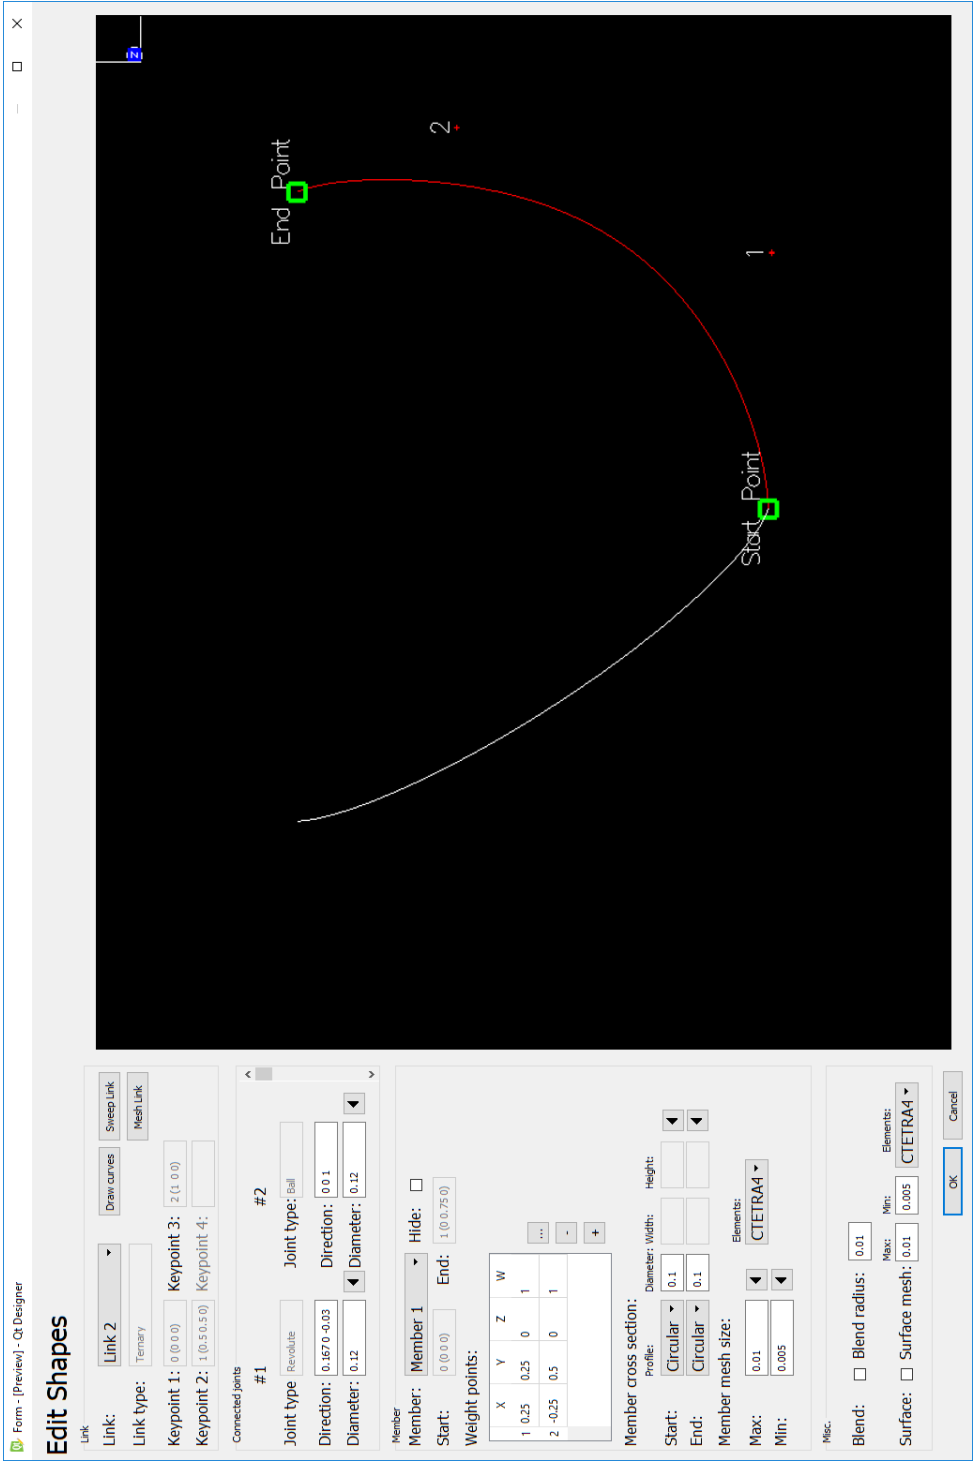 Form - [Preview] - Qt Designer
Edit Shapes
Link
Link: Link 2 Draw curves Sweep Link
Link type: Ternary Mesh Link
Keypoint 1: 0 (0 0 0) Keypoint 3: 2 (1 0 0)
Keypoint 2: 1 (0.5 0.5 0) Keypoint 4:
Connected joints
#1 #2
Joint type Revolute Joint type: Ball
Direction: 0.167 0 -0.03 Direction: 0 0 1
Diameter: 0.12 Diameter: 0.12
Member
Member: Member 1 Hide:
Start: 0 (0 0 0) End: 1 (0 0.75 0)
Weight points:
X Y Z W
1 0.25 0.25 0 1
2 -0.25 0.5 0 1
...
-
+
Member cross section:
Profile: Diameter: Width: Height:
Start: Circular 0.1
End: Circular 0.1
Member mesh size:
Elements:
Max: 0.01 CTETRA4
Min: 0.005
Misc.
Blend: Blend radius: 0.01
Max: Min: Elements:
Surface: Surface mesh: 0.01 0.005 CTETRA4
OK Cancel
z
End Point
2
1
Start Point